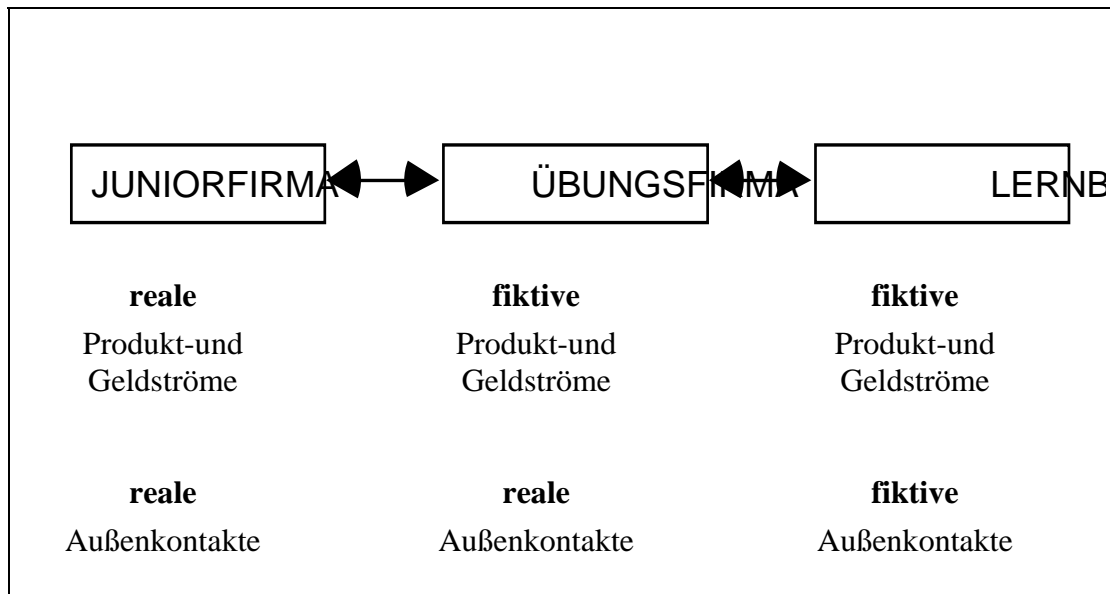 JUNIORFIRMA ÜBUNGSFIRMA LERNB
reale fiktive fiktive
Produkt-und Produkt-und Produkt-und
Geldströme Geldströme Geldströme
reale reale fiktive
Außenkontakte Außenkontakte Außenkontakte